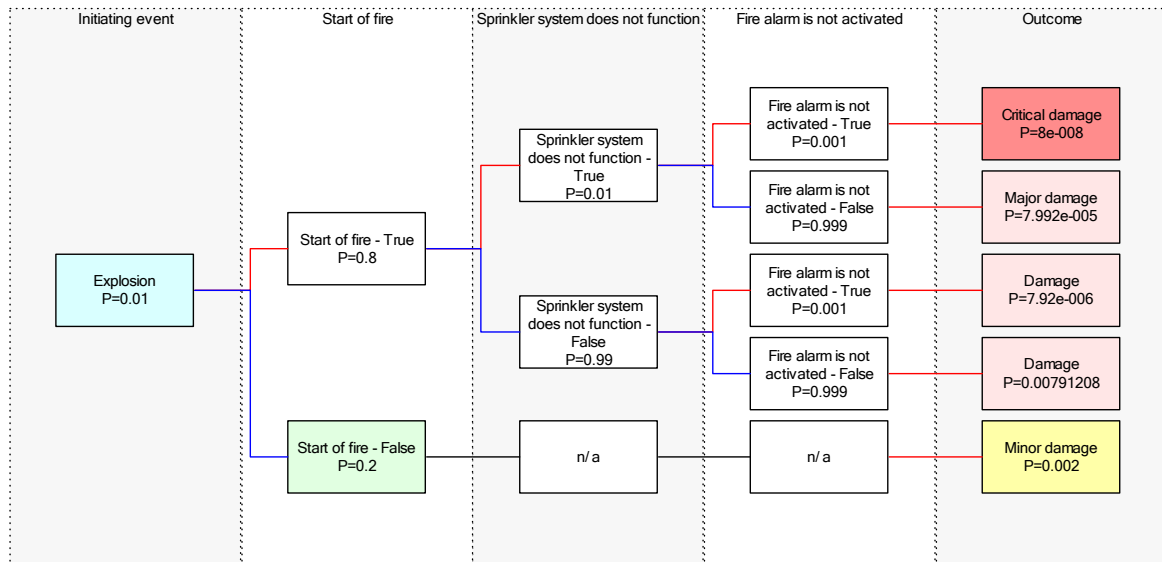 Initiating event
Start of fire
Sprinkler system does not function
Fire alarm is not activated
Outcome
Explosion
P=0.01
Start of fire - True
P=0.8
Start of fire - False
P=0.2
Sprinkler system
does not function -
True
P=0.01
Sprinkler system
does not function -
False
P=0.99
n/a
Fire alarm is not
activated - True
P=0.001
Fire alarm is not
activated - False
P=0.999
Fire alarm is not
activated - True
P=0.001
Fire alarm is not
activated - False
P=0.999
n/a
Critical damage
P=8e-008
Major damage
P=7.992e-005
Damage
P=7.92e-006
Damage
P=0.00791208
Minor damage
P=0.002